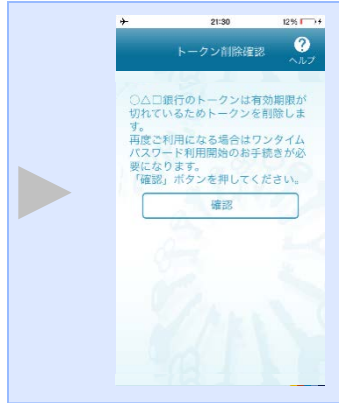 21:30 12%
トークン削除確認
?
ヘルプ
○△□銀行のトークンは有効期限が
切れているためトークンを削除しま
す。
再度ご利用になる場合はワンタイム
パスワード利用開始のお手続きが必
要になります。
「確認」ボタンを押してください。
確認